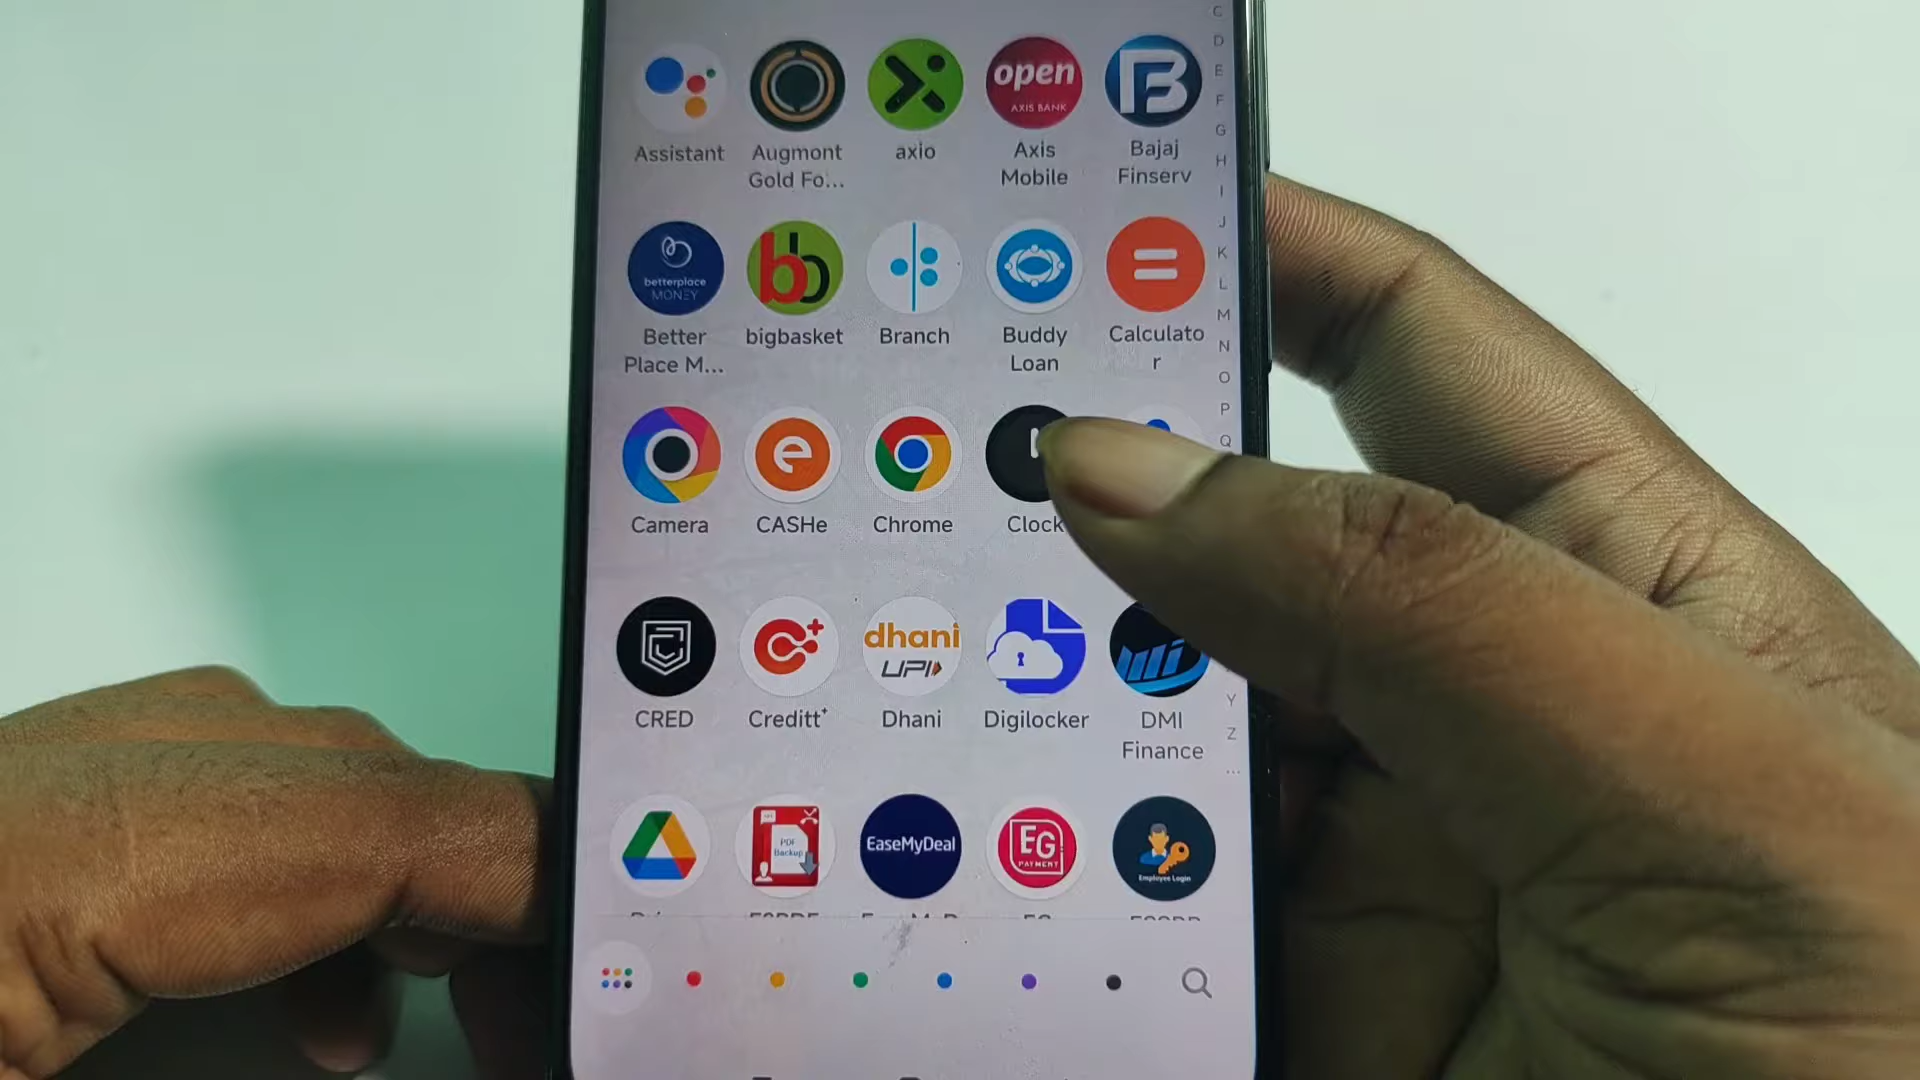 C
D
E
F
G
H
I
J
K
L
M
N
O
P
Q
Y
Z
...
open
AXIS BANK
Assistant
Augmont
Gold Fo...
axio
Axis
Mobile
Bajaj
Finserv
betterplace
MONEY
bb
Better
Place M...
bigbasket
Branch
Buddy
Loan
Calculato
r
Camera
CASHe
Chrome
Clock
dhani
UPI
CRED
Creditt+
Dhani
Digilocker
DMI
Finance
PDF
Backup
EaseMyDeal
EG
PAYMENT
Employee Login